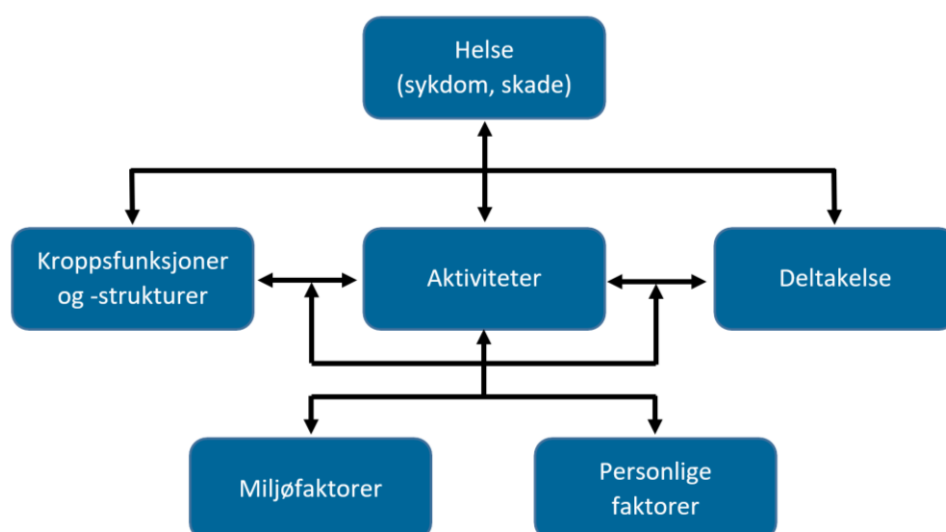 Helse
(sykdom, skade)
Kroppsfunksjoner
og -strukturer
Aktiviteter
Deltakelse
Miljøfaktorer
Personlige
faktorer